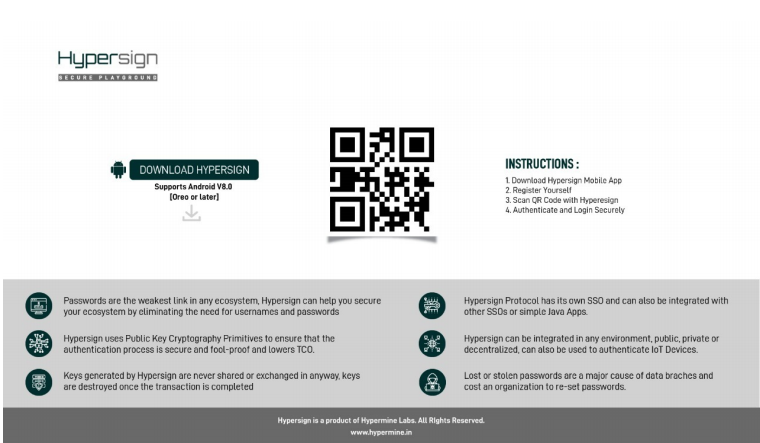 Hypersign
SECURE PLAYGROUND
DOWNLOAD HYPERSIGN
Supports Android V8.0
[Oreo or later]
INSTRUCTIONS :
1. Download Hypersign Mobile App
2. Register Yourself
3. Scan QR Code with Hyperesign
4. Authenticate and Login Securely
Passwords are the weakest link in any ecosystem, Hypersign can help you secure
your ecosystem by eliminating the need for usernames and passwords
Hypersign uses Public Key Cryptography Primitives to ensure that the
authentication process is secure and fool-proof and lowers TCO.
Keys generated by Hypersign are never shared or exchanged in anyway, keys
are destroyed once the transaction is completed
Hypersign Protocol has its own SSO and can also be integrated with
other SSOs or simple Java Apps.
Hypersign can be integrated in any environment, public, private or
decentralized, can also be used to authenticate IoT Devices.
Lost or stolen passwords are a major cause of data braches and
cost an organization to re-set passwords.
Hypersign is a product of Hypermine Labs. All RIghts Reserved.
www.hypermine.in